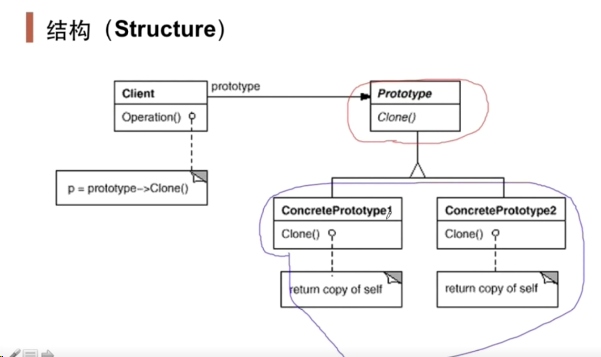 结构（Structure）
prototype
Client
Operation()
Prototype
Clone()
p = prototype->Clone()
ConcretePrototype1
Clone()
ConcretePrototype2
Clone()
return copy of self
return copy of self